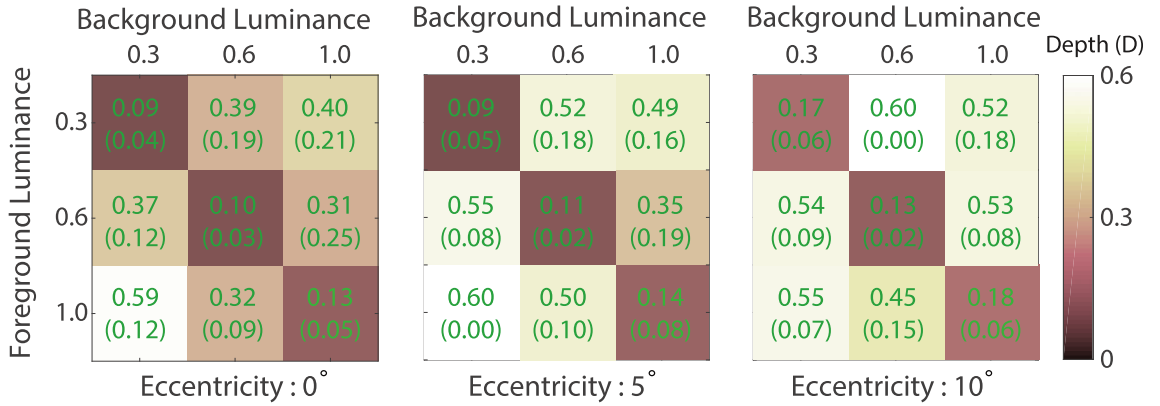 Background Luminance Background Luminance Background Luminance
0.3 0.6 1.0 0.3 0.6 1.0 0.3 0.6 1.0 Depth (D)
Foreground Luminance
0.3 0.09 0.39 0.40 0.09 0.52 0.49 0.17 0.60 0.52 0.6
(0.04) (0.19) (0.21) (0.05) (0.18) (0.16) (0.06) (0.00) (0.18)
0.6 0.37 0.10 0.31 0.55 0.11 0.35 0.54 0.13 0.53 0.3
(0.12) (0.03) (0.25) (0.08) (0.02) (0.19) (0.09) (0.02) (0.08)
1.0 0.59 0.32 0.13 0.60 0.50 0.14 0.55 0.45 0.18
(0.12) (0.09) (0.05) (0.00) (0.10) (0.08) (0.07) (0.15) (0.06) 0
Eccentricity : 0° Eccentricity : 5° Eccentricity : 10°